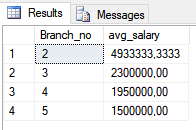 Results Messages
Branch_no avg_salary
1 2 4933333,3333
2 3 2300000,00
3 4 1950000,00
4 5 1500000,00